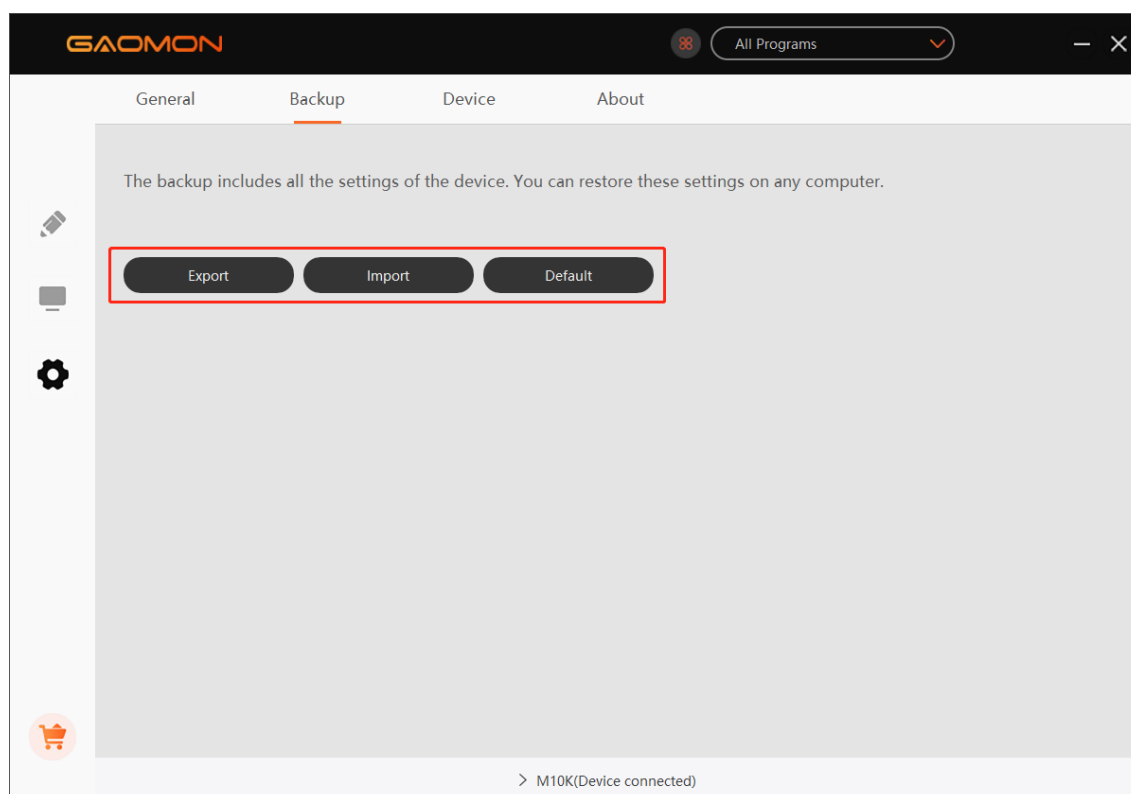 GAOMON
All Programs
General Backup Device About
The backup includes all the settings of the device. You can restore these settings on any computer.
Export Import Default
M10K(Device connected)